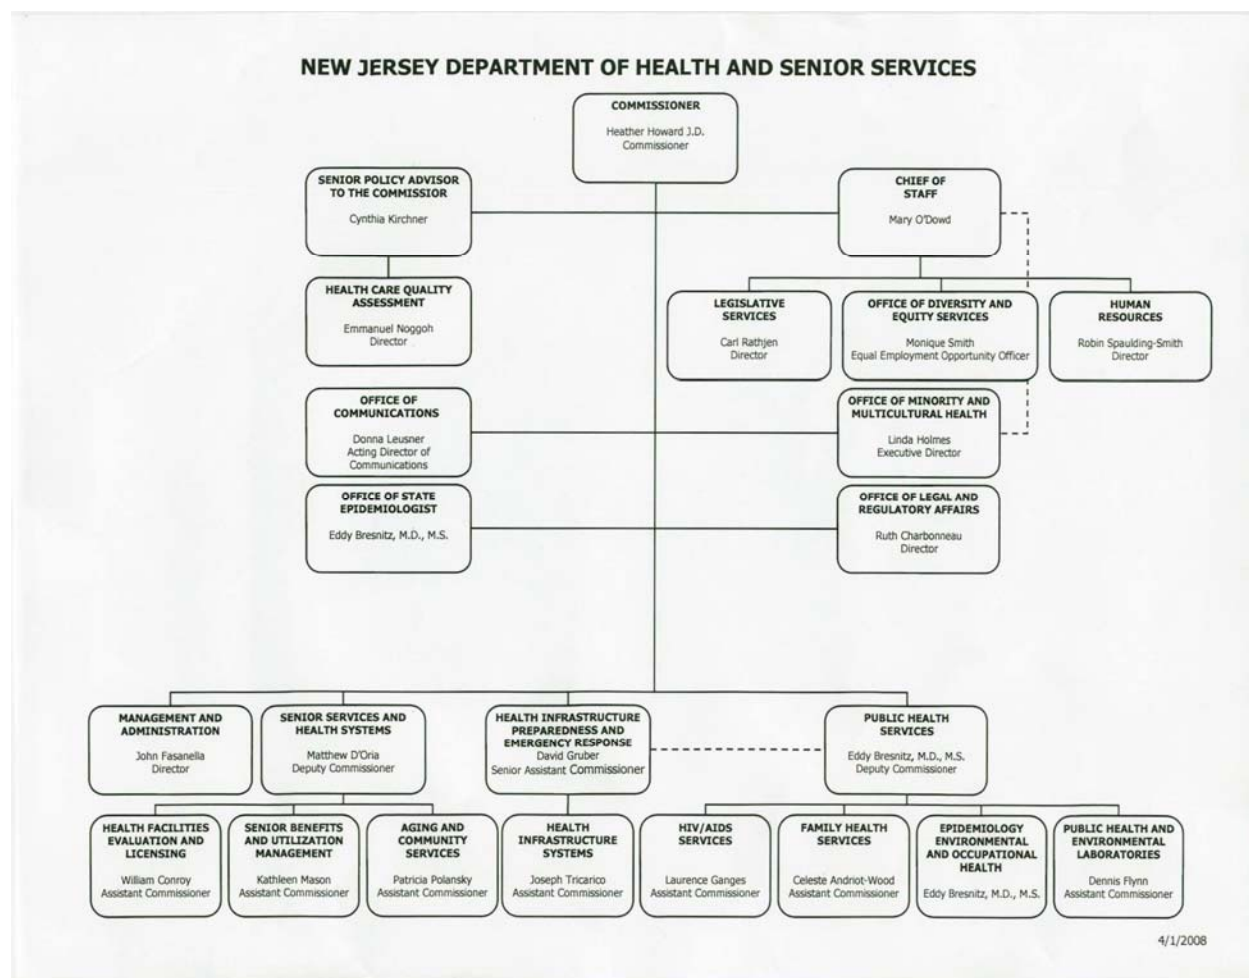 NEW JERSEY DEPARTMENT OF HEALTH AND SENIOR SERVICES
COMMISSIONER
Heather Howard J.D.
Commissioner
SENIOR POLICY ADVISOR
TO THE COMMISSIOR
Cynthia Kirchner
CHIEF OF
STAFF
Mary O'Dowd
HEALTH CARE QUALITY
ASSESSMENT
Emmanuel Noggoh
Director
LEGISLATIVE
SERVICES
Carl Rathjen
Director
OFFICE OF DIVERSITY AND
EQUITY SERVICES
Monique Smith
Equal Employment Opportunity Officer
HUMAN
RESOURCES
Robin Spaulding-Smith
Director
OFFICE OF
COMMUNICATIONS
Donna Leusner
Acting Director of
Communications
OFFICE OF MINORITY AND
MULTICULTURAL HEALTH
Linda Holmes
Executive Director
OFFICE OF STATE
EPIDEMIOLOGIST
Eddy Bresnitz, M.D., M.S.
OFFICE OF LEGAL AND
REGULATORY AFFAIRS
Ruth Charbonneau
Director
MANAGEMENT AND
ADMINISTRATION
John Fasanella
Director
SENIOR SERVICES AND
HEALTH SYSTEMS
Matthew D'Oria
Deputy Commissioner
HEALTH INFRASTRUCTURE
PREPAREDNESS AND
EMERGENCY RESPONSE
David Gruber
Senior Assistant Commissioner
PUBLIC HEALTH
SERVICES
Eddy Bresnitz, M.D., M.S.
Deputy Commissioner
HEALTH FACILITIES
EVALUATION AND
LICENSING
William Conroy
Assistant Commissioner
SENIOR BENEFITS
AND UTILIZATION
MANAGEMENT
Kathleen Mason
Assistant Commissioner
AGING AND
COMMUNITY
SERVICES
Patricia Polansky
Assistant Commissioner
HEALTH
INFRASTRUCTURE
SYSTEMS
Joseph Tricarico
Assistant Commissioner
HIV/AIDS
SERVICES
Laurence Ganges
Assistant Commissioner
FAMILY HEALTH
SERVICES
Celeste Andriot-Wood
Assistant Commissioner
EPIDEMIOLOGY
ENVIRONMENTAL
AND OCCUPATIONAL
HEALTH
Eddy Bresnitz, M.D., M.S.
PUBLIC HEALTH AND
ENVIRONMENTAL
LABORATORIES
Dennis Flynn
Assistant Commissioner
4/1/2008